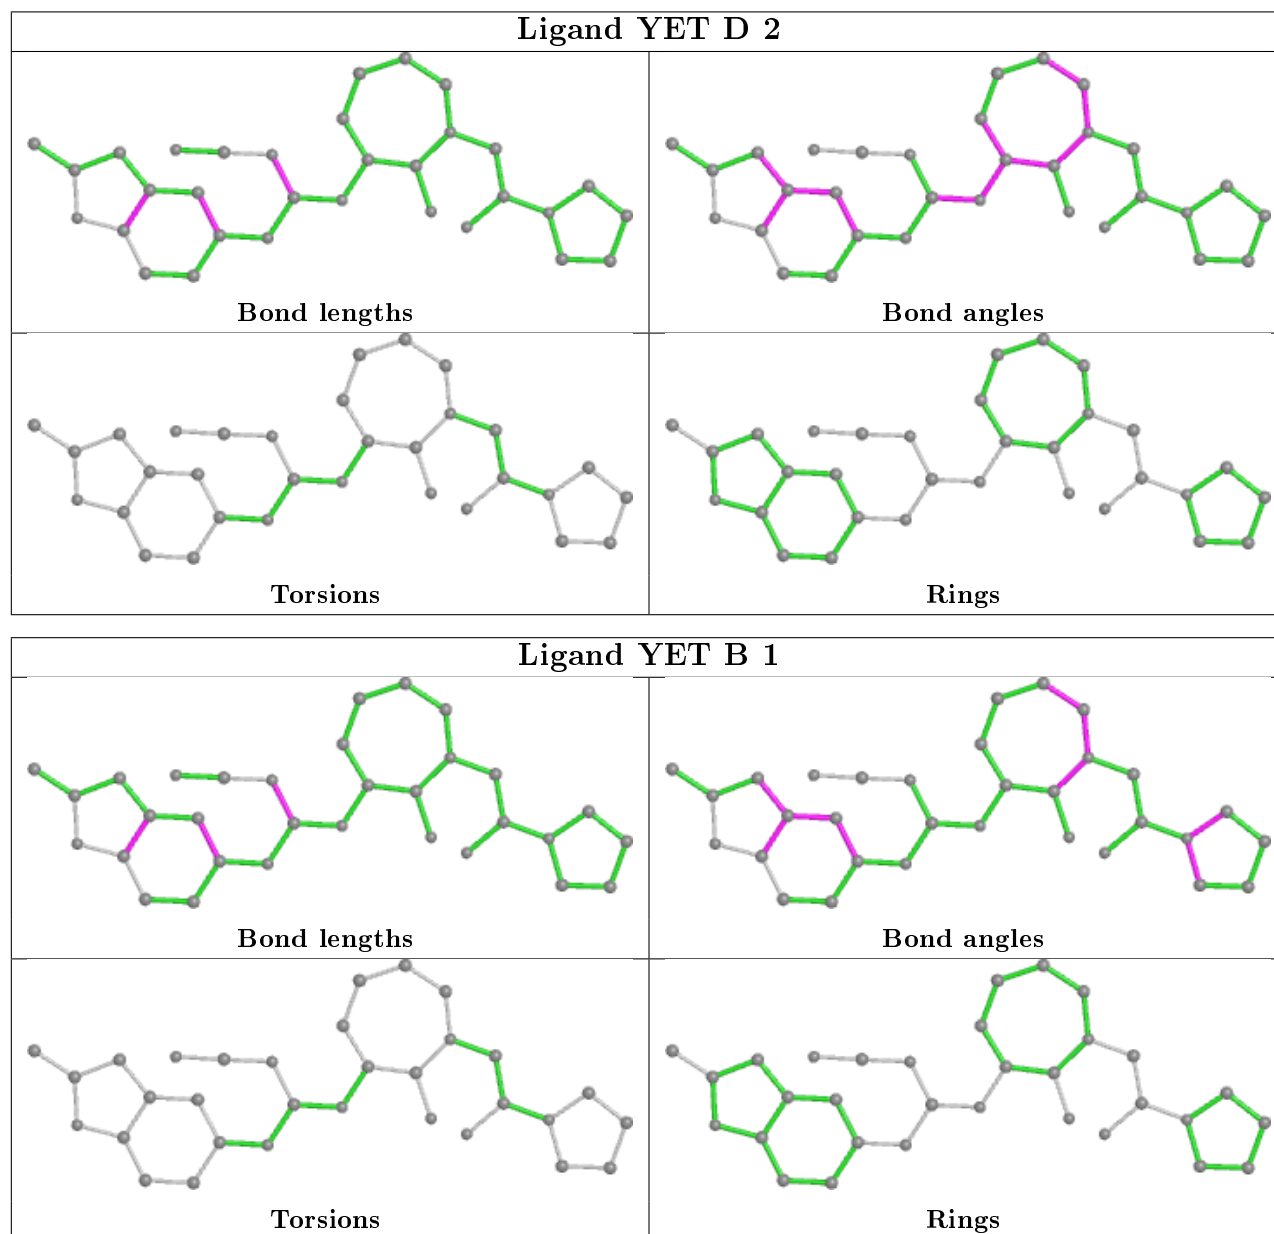 Ligand YET D 2
Bond lengths
Bond angles
Torsions
Rings
Ligand YET B 1
Bond lengths
Bond angles
Torsions
Rings